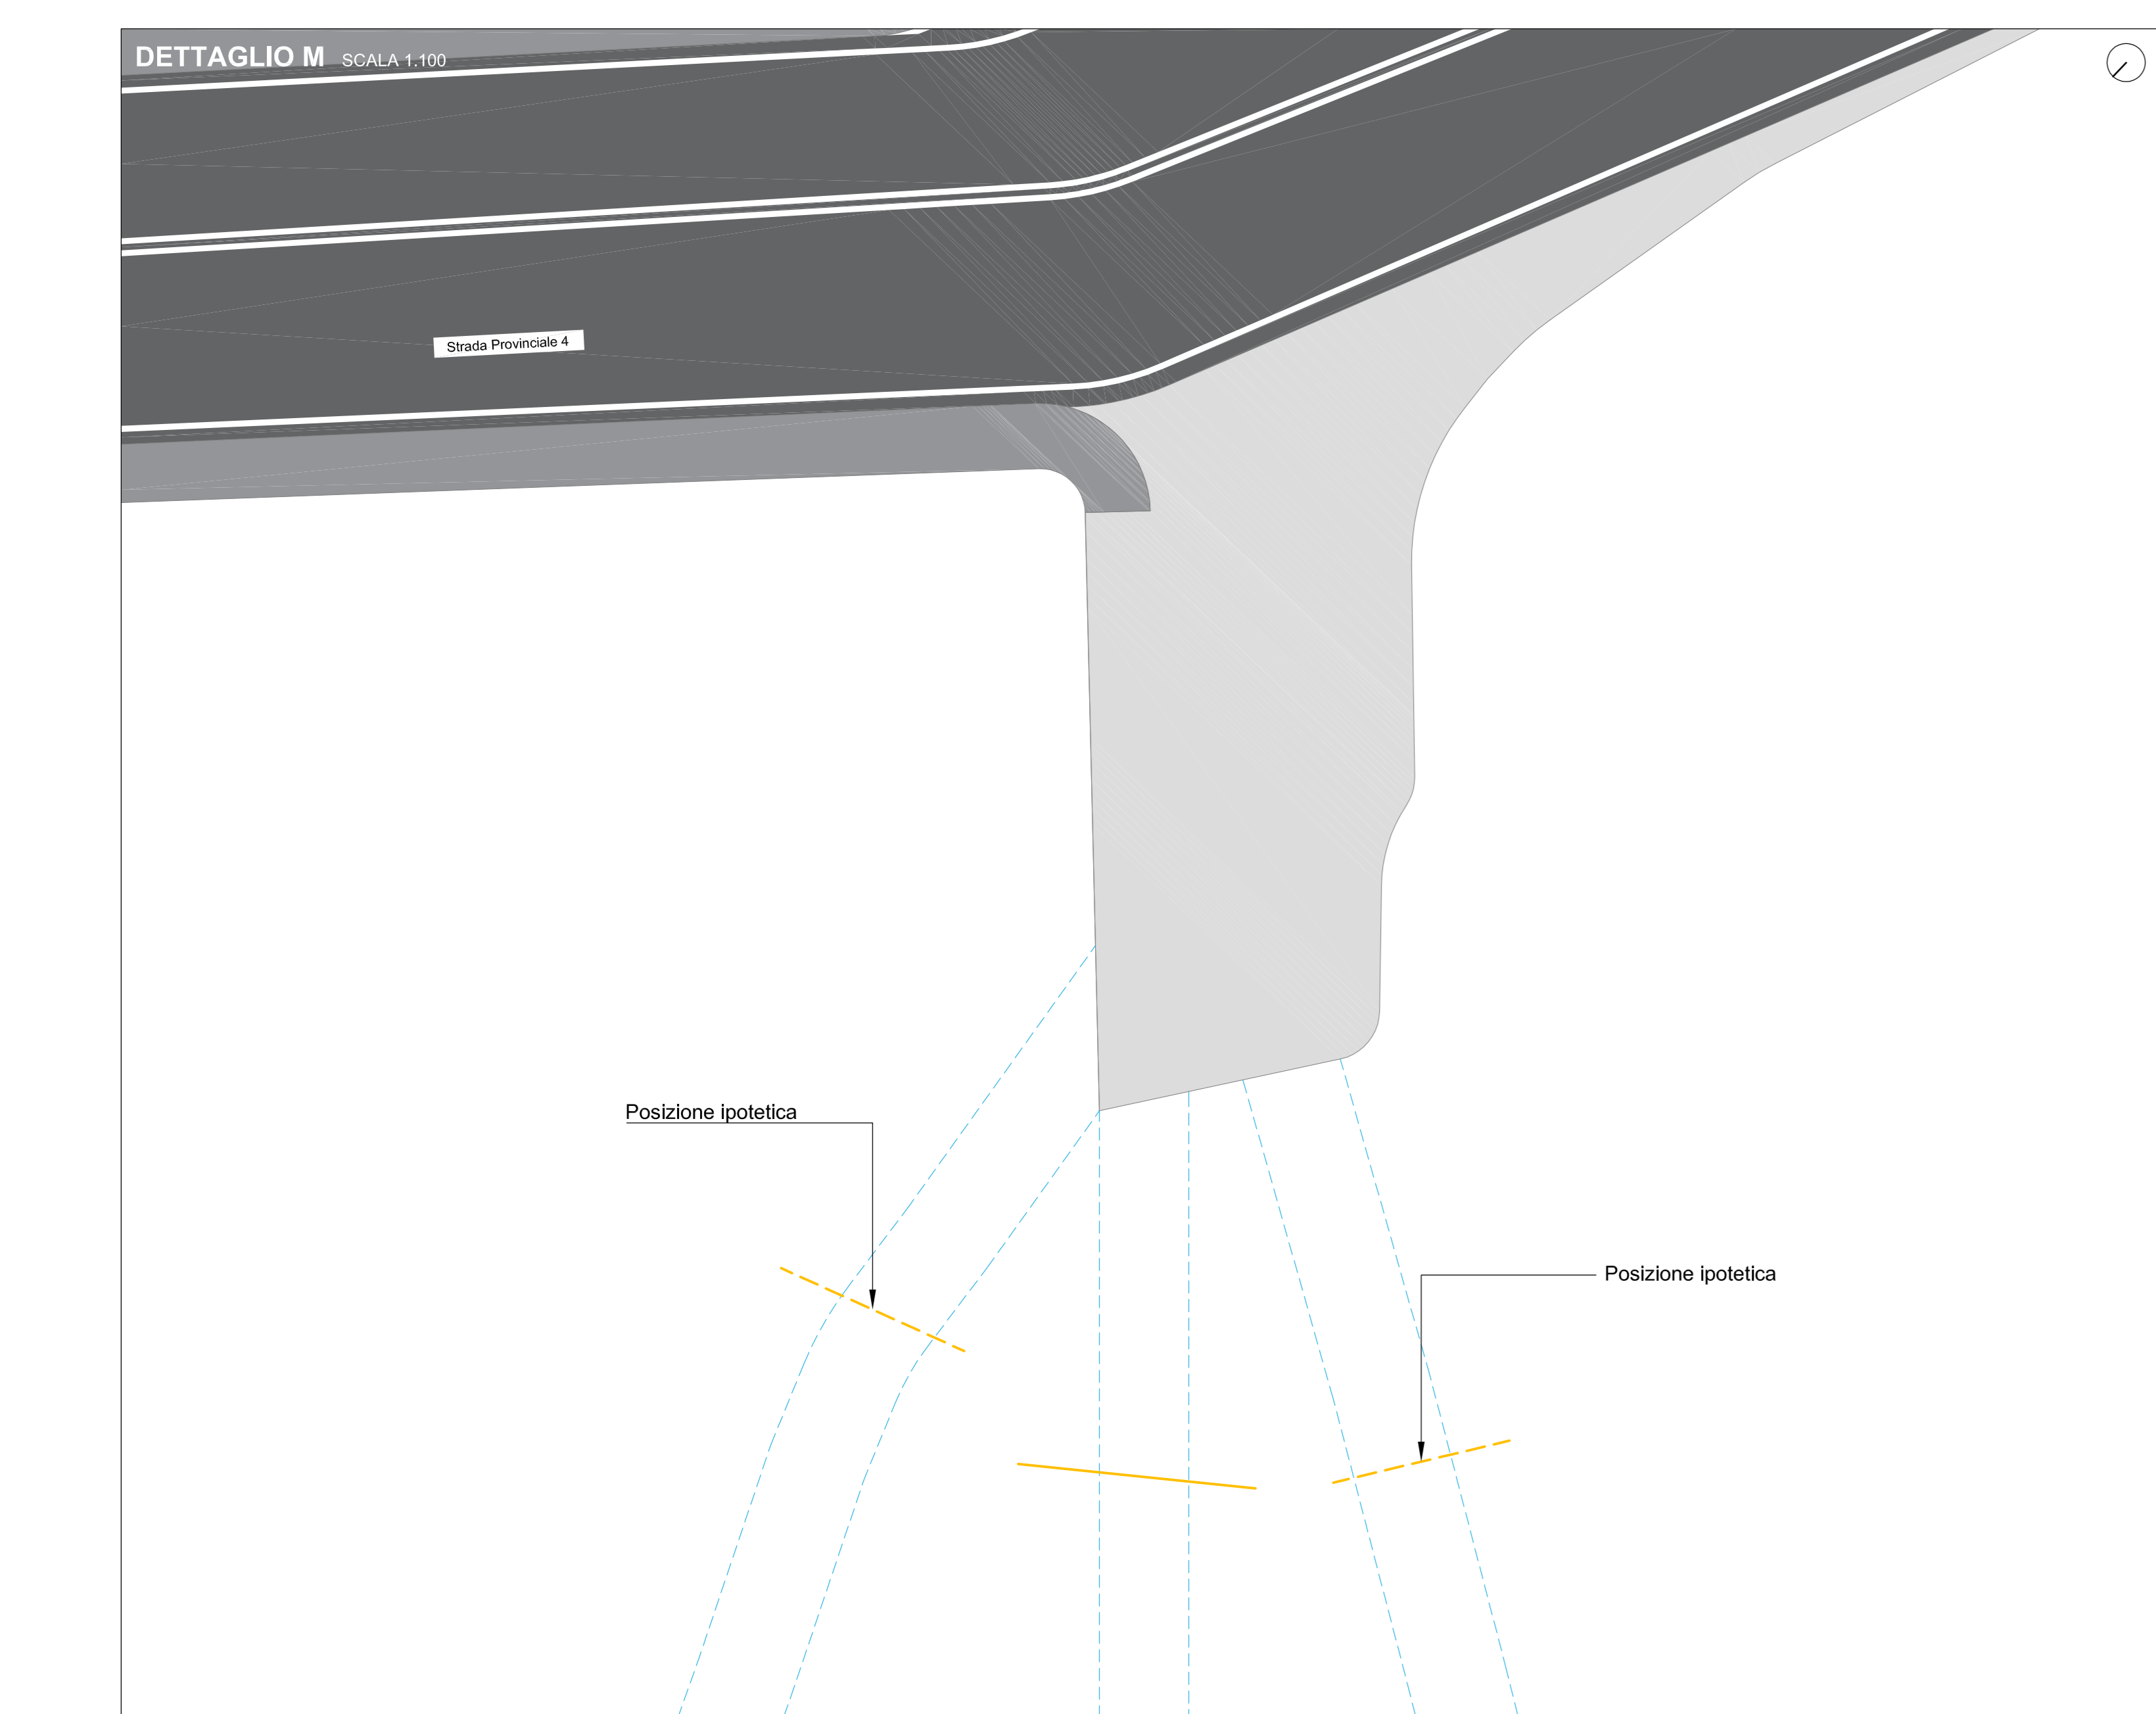 DETTAGLIO M SCALA 1.100
Strada Provinciale 4
Posizione ipotetica
Posizione ipotetica